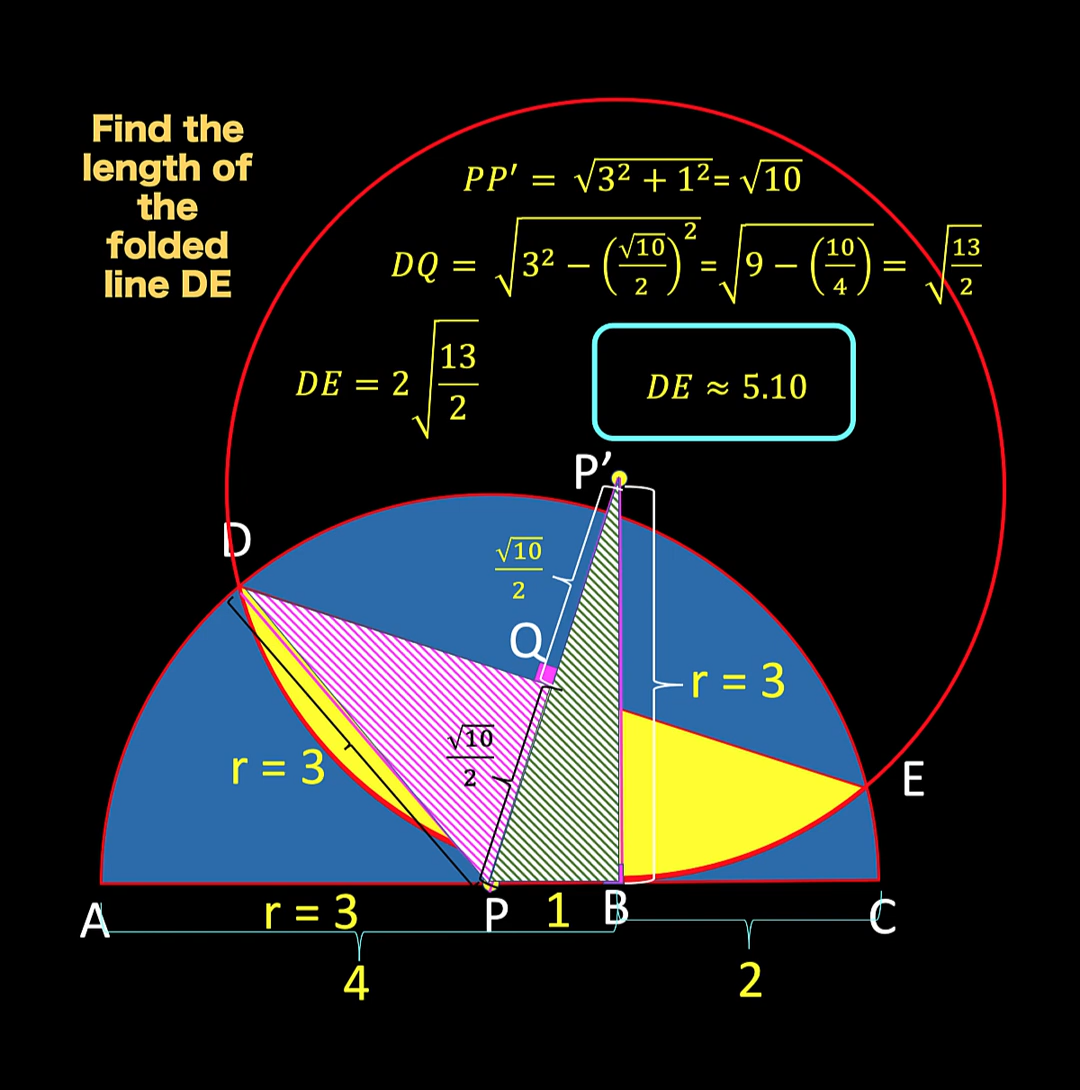 Find the
length of
the
folded
line DE
PP′ = √(3² + 1²) = √10
DQ = √(3² − (√10/2)²) = √(9 − (10/4)) = √(13/2)
DE = 2√(13/2)
DE ≈ 5.10
P’
D
√10/2
Q
r = 3
√10/2
r = 3
E
A
r = 3
P
1
B
C
4
2